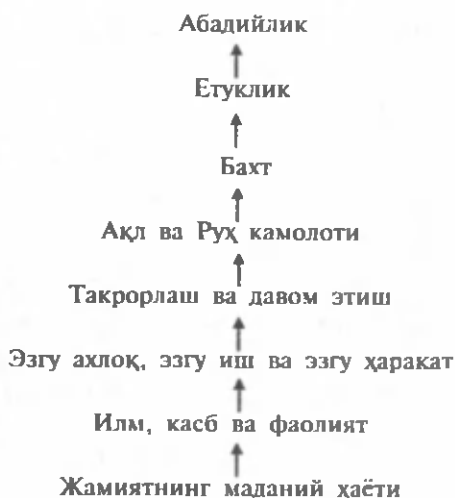 Абадийлик
Етуклик
Бахт
Ақл ва Руҳ камолоти
Такрорлаш ва давом этиш
Эзгу ахлоқ, эзгу иш ва эзгу ҳаракат
Илм, касб ва фаолият
Жамиятнинг маданий ҳаёти